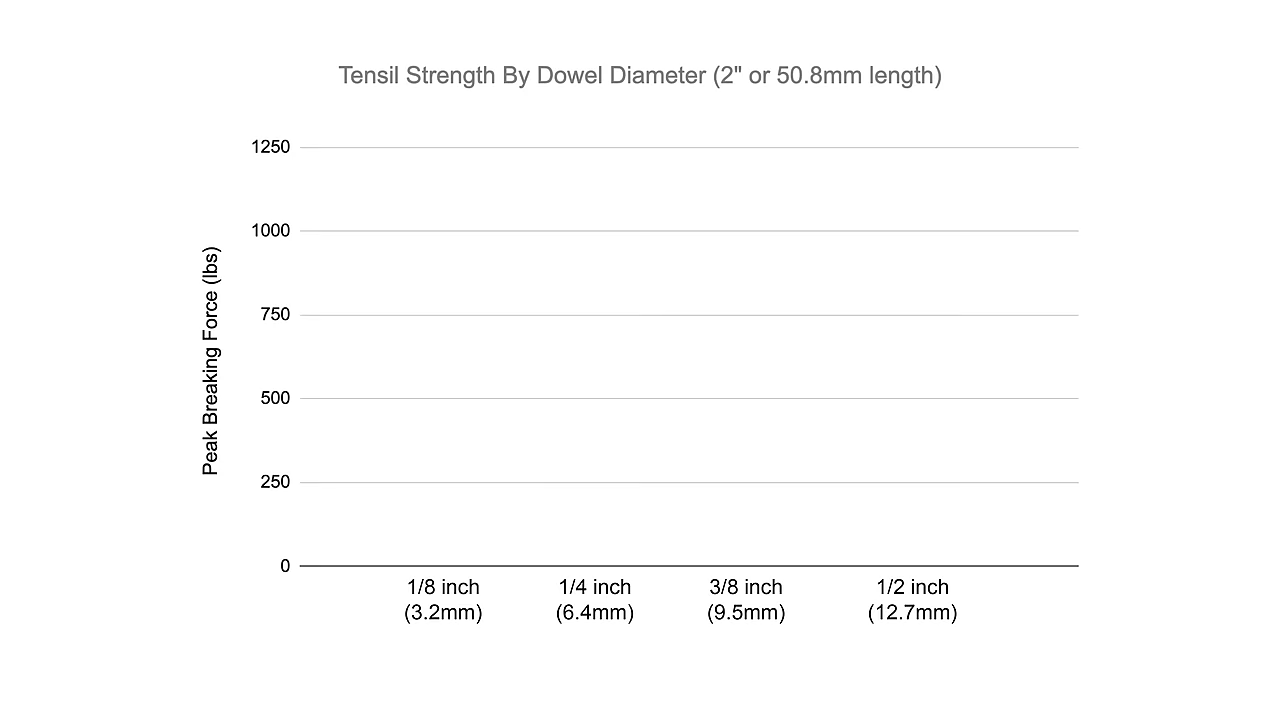 Tensil Strength By Dowel Diameter (2" or 50.8mm length)
1250
1000
750
500
250
0
Peak Breaking Force (lbs)
1/8 inch
(3.2mm)
1/4 inch
(6.4mm)
3/8 inch
(9.5mm)
1/2 inch
(12.7mm)